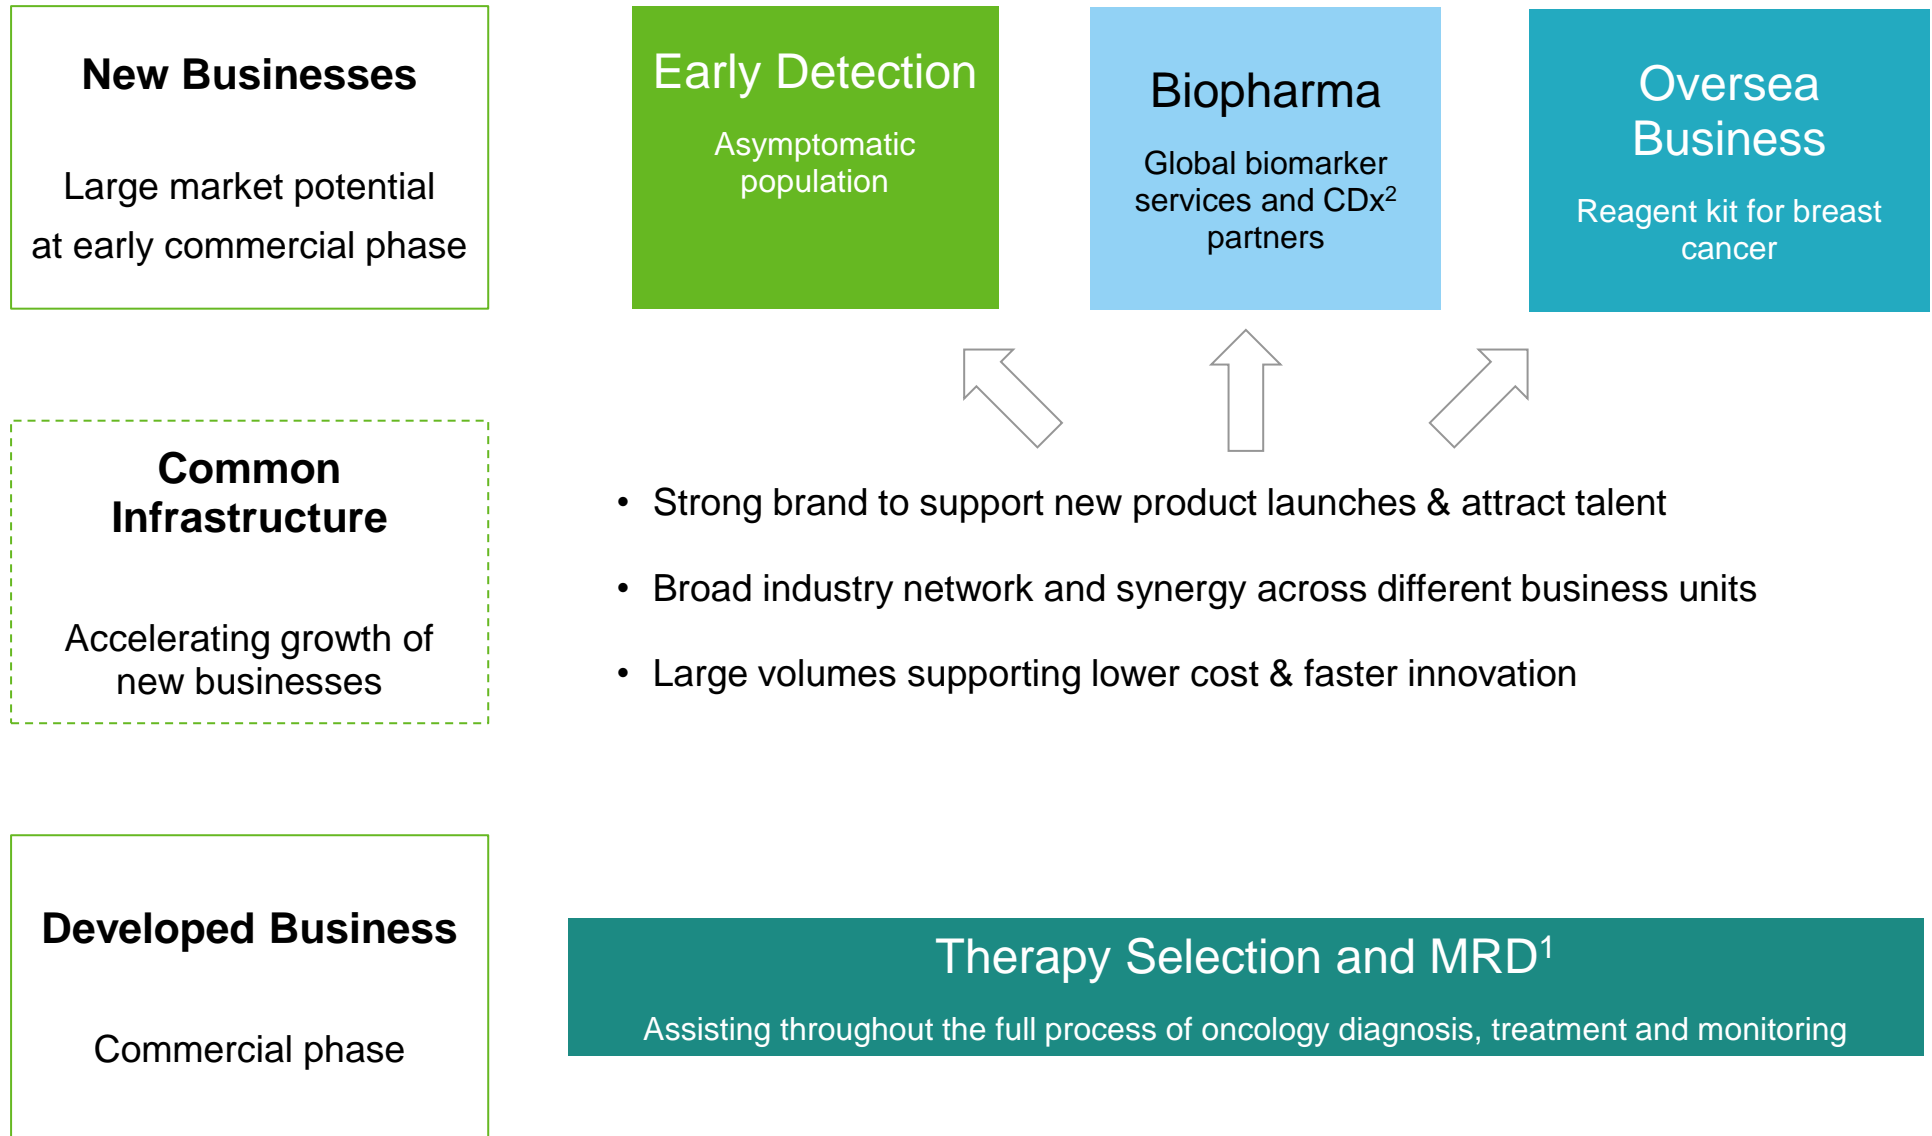 New Businesses
Large market potential
at early commercial phase
Early Detection
Asymptomatic
population
Biopharma
Global biomarker
services and CDx²
partners
Oversea
Business
Reagent kit for breast
cancer
Common
Infrastructure
Accelerating growth of
new businesses
• Strong brand to support new product launches & attract talent
• Broad industry network and synergy across different business units
• Large volumes supporting lower cost & faster innovation
Developed Business
Commercial phase
Therapy Selection and MRD¹
Assisting throughout the full process of oncology diagnosis, treatment and monitoring